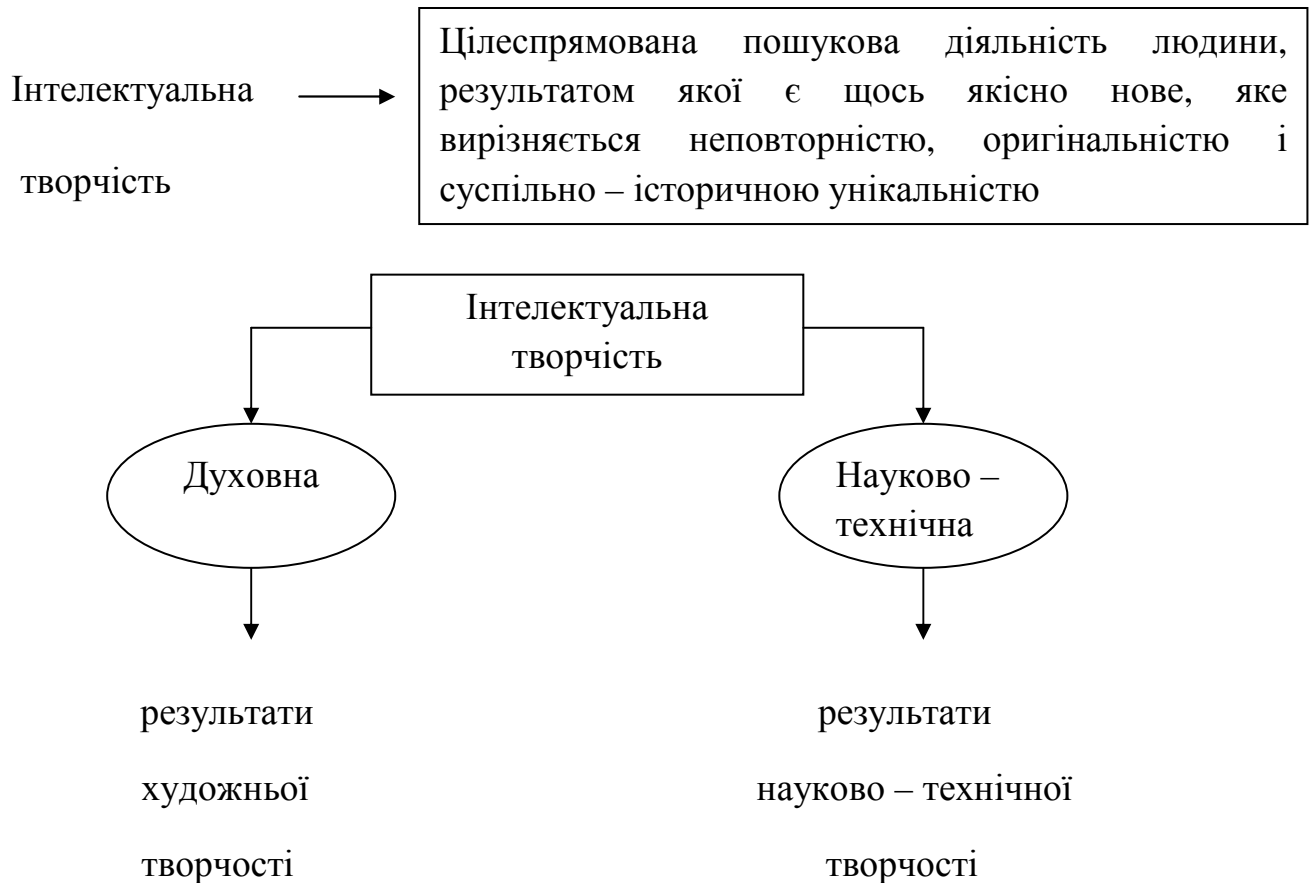 Інтелектуальна
творчість
Цілеспрямована пошукова діяльність людини,
результатом якої є щось якісно нове, яке
вирізняється неповторністю, оригінальністю і
суспільно – історичною унікальністю
Інтелектуальна
творчість
Духовна
Науково –
технічна
результати
художньої
творчості
результати
науково – технічної
творчості